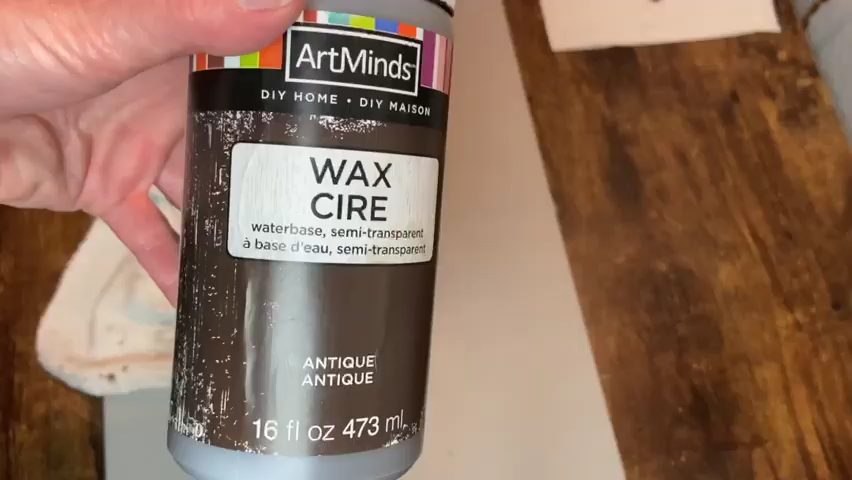 ArtMinds™
DIY HOME • DIY MAISON
WAX
CIRE
waterbase, semi-transparent
à base d'eau, semi-transparent
ANTIQUE
ANTIQUE
16 fl oz 473 ml